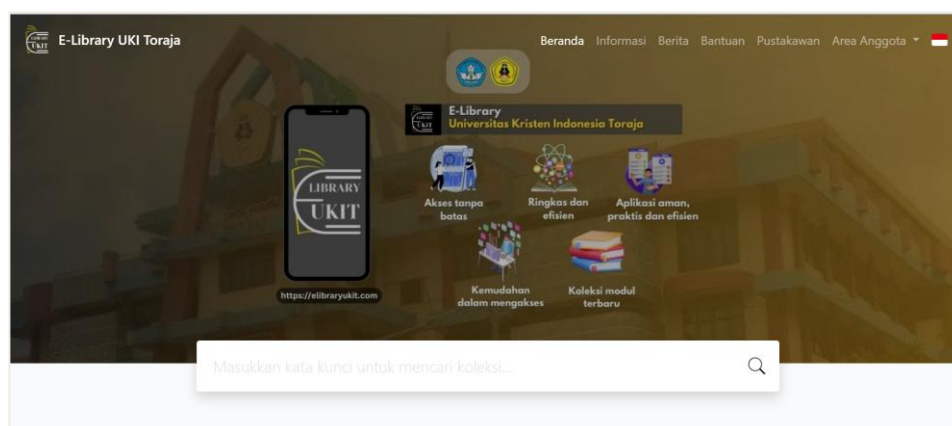 E-Library UKI Toraja
Beranda Informasi Berita Bantuan Pustakawan Area Anggota
E-Library
Universitas Kristen Indonesia Toraja
LIBRARY
UKIT
Akses tanpa
batas
Ringkas dan
efisien
Aplikasi aman,
praktis dan efisien
Kemudahan
dalam mengakses
Koleksi modul
terbaru
https://elibraryukit.com
Masukkan kata kunci untuk mencari koleksi...